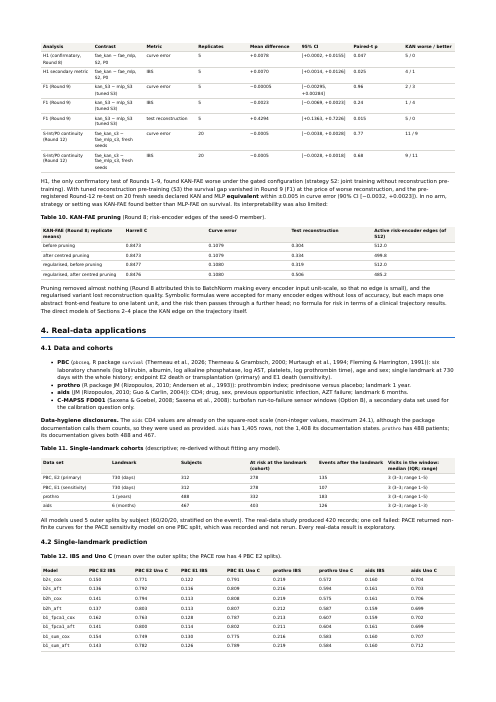 Analysis Contrast Metric Replicates Mean difference 95% CI Paired-t p KAN worse / better
H1 (confirmatory, Round 8) fae_kan − fae_mlp, S2, P0 curve error 5 +0.0078 [+0.0002, +0.0155] 0.047 5 / 0
H1 secondary metric fae_kan − fae_mlp, S2, P0 IBS 5 +0.0070 [+0.0014, +0.0126] 0.025 4 / 1
F1 (Round 9) kan_S3 − mlp_S3 (tuned S3) curve error 5 −0.00005 [−0.00295, +0.00284] 0.96 2 / 3
F1 (Round 9) kan_S3 − mlp_S3 (tuned S3) IBS 5 −0.0023 [−0.0069, +0.0023] 0.24 1 / 4
F1 (Round 9) kan_S3 − mlp_S3 (tuned S3) test reconstruction 5 +0.4294 [+0.1363, +0.7226] 0.015 5 / 0
S-rnt/P0 continuity (Round 12) fae_kan_S3 − fae_mlp_S3, fresh seeds curve error 20 −0.0005 [−0.0038, +0.0028] 0.77 11 / 9
S-rnt/P0 continuity (Round 12) fae_kan_S3 − fae_mlp_S3, fresh seeds IBS 20 −0.0005 [−0.0029, +0.0018] 0.68 9 / 11
H1, the only confirmatory test of Rounds 1–9, found KAN-FAE worse under the gated configuration (strategy S2: joint training without reconstruction pre-
training). With tuned reconstruction pre-training (S3) the survival gap vanished in Round 9 (F1) at the price of worse reconstruction, and the pre-
registered Round-12 re-test on 20 fresh seeds declared KAN and MLP equivalent within ±0.005 in curve error (90% CI [−0.0032, +0.0023]). In no arm,
strategy or setting was KAN-FAE found better than MLP-FAE on survival. Its interpretability was also limited:
Table 10. KAN-FAE pruning (Round 8; risk-encoder edges of the seed-0 member).
KAN-FAE (Round 8; replicate means) Harrell C Curve error Test reconstruction Active risk-encoder edges (of 512)
before pruning 0.8473 0.1079 0.304 512.0
after centred pruning 0.8473 0.1079 0.334 499.8
regularised, before pruning 0.8477 0.1080 0.319 512.0
regularised, after centred pruning 0.8476 0.1080 0.506 485.2
Pruning removed almost nothing (Round 8 attributed this to BatchNorm making every encoder input unit-scale, so that no edge is small), and the
regularised variant lost reconstruction quality. Symbolic formulas were accepted for many encoder edges without loss of accuracy, but each maps one
abstract front-end feature to one latent unit, and the risk then passes through a further head; no formula for risk in terms of a clinical trajectory results.
The direct models of Sections 2–4 place the KAN edge on the trajectory itself.
4. Real-data applications
4.1 Data and cohorts
• PBC (pbcseq, R package survival (Therneau et al., 2026; Therneau & Grambsch, 2000; Murtaugh et al., 1994; Fleming & Harrington, 1991)): six
laboratory channels (log bilirubin, albumin, log alkaline phosphatase, log AST, platelets, log prothrombin time), age and sex; single landmark at 730
days with the whole history; endpoint E2 death or transplantation (primary) and E1 death (sensitivity).
• prothro (R package JM (Rizopoulos, 2010; Andersen et al., 1993)): prothrombin index; prednisone versus placebo; landmark 1 year.
• aids (JM (Rizopoulos, 2010; Guo & Carlin, 2004)): CD4; drug, sex, previous opportunistic infection, AZT failure; landmark 6 months.
• C-MAPSS FD001 (Saxena & Goebel, 2008; Saxena et al., 2008): turbofan run-to-failure sensor windows (Option B), a secondary data set used for
the calibration question only.
Data-hygiene disclosures. The aids CD4 values are already on the square-root scale (non-integer values, maximum 24.1), although the package
documentation calls them counts, so they were used as provided. aids has 1,405 rows, not the 1,408 its documentation states. prothro has 488 patients;
its documentation gives both 488 and 467.
Table 11. Single-landmark cohorts (descriptive; re-derived without fitting any model).
Data set Landmark Subjects At risk at the landmark (cohort) Events after the landmark Visits in the window: median (IQR; range)
PBC, E2 (primary) 730 (days) 312 278 135 3 (3–3; range 1–5)
PBC, E1 (sensitivity) 730 (days) 312 278 107 3 (3–3; range 1–5)
prothro 1 (years) 488 332 183 3 (3–4; range 1–5)
aids 6 (months) 467 403 126 3 (2–3; range 1–3)
All models used 5 outer splits by subject (60/20/20, stratified on the event). The real-data study produced 420 records; one cell failed: PACE returned non-
finite curves for the PACE sensitivity model on one PBC split, which was recorded and not rerun. Every real-data result is exploratory.
4.2 Single-landmark prediction
Table 12. IBS and Uno C (mean over the outer splits; the PACE row has 4 PBC E2 splits).
Model PBC E2 IBS PBC E2 Uno C PBC E1 IBS PBC E1 Uno C prothro IBS prothro Uno C aids IBS aids Uno C
b2s_cox 0.150 0.771 0.122 0.791 0.219 0.572 0.160 0.704
b2s_aft 0.136 0.792 0.116 0.809 0.216 0.594 0.161 0.703
b2h_cox 0.141 0.794 0.113 0.808 0.219 0.575 0.161 0.706
b2h_aft 0.137 0.803 0.113 0.807 0.212 0.587 0.159 0.699
b1_fpca1_cox 0.162 0.763 0.128 0.787 0.213 0.607 0.159 0.702
b1_fpca1_aft 0.141 0.800 0.114 0.802 0.211 0.604 0.161 0.699
b1_sum_cox 0.154 0.749 0.130 0.775 0.216 0.583 0.160 0.707
b1_sum_aft 0.143 0.782 0.126 0.789 0.219 0.584 0.160 0.712